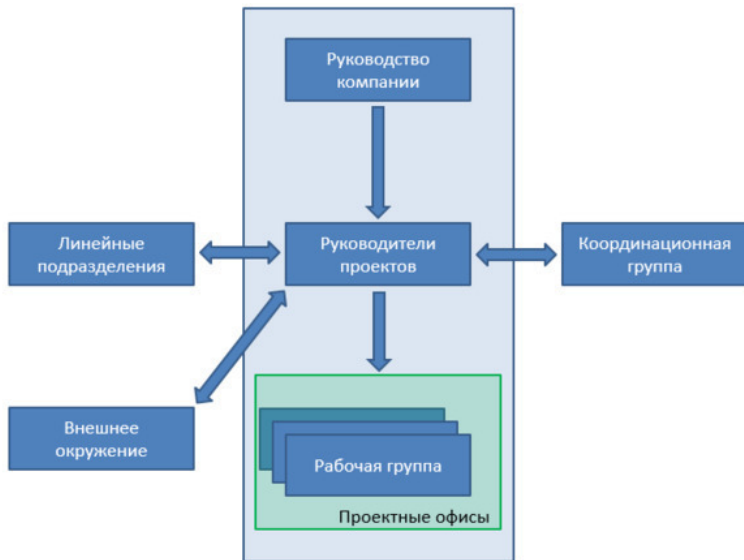 Руководство
компании
Линейные
подразделения
Руководители
проектов
Координационная
группа
Внешнее
окружение
Рабочая группа
Проектные офисы